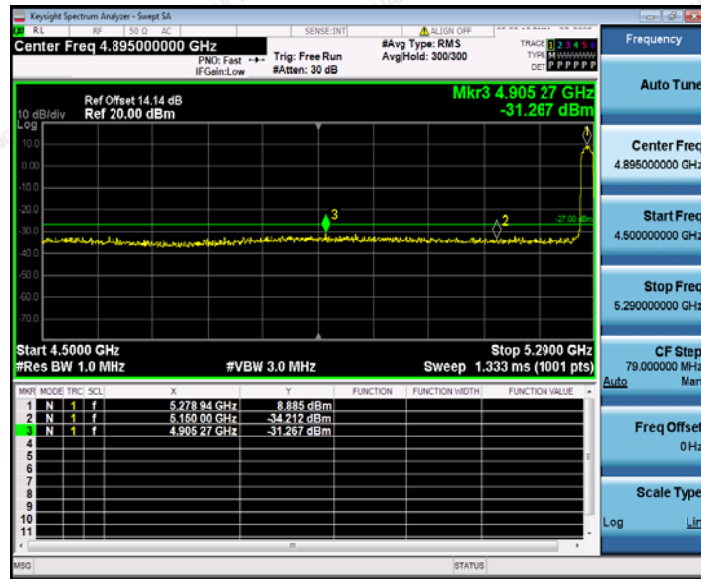 Keysight Spectrum Analyzer - Swept SA
RL RF 50 Ω AC SENSE:INT ALIGN OFF
Center Freq 4.895000000 GHz
PNO: Fast Trig: Free Run
IFGain:Low #Atten: 30 dB
#Avg Type: RMS
AvgHold: 300/300
TRACE 1 2 3 4 5 6
TYPE M
DET P P P P P P
Ref Offset 14.14 dB
10 dB/div Ref 20.00 dBm
Log
Mkr3 4.905 27 GHz
-31.267 dBm
10.0
0.00
-10.0
-20.0
-30.0
40.0
-50.0
-60.0
-70.0
1
2
3
-27.00 dBm
Start 4.5000 GHz Stop 5.2900 GHz
#Res BW 1.0 MHz #VBW 3.0 MHz Sweep 1.333 ms (1001 pts)
MKR MODE TRC SCL X Y FUNCTION FUNCTION WIDTH FUNCTION VALUE
1 N 1 f 5.278 94 GHz 8.885 dBm
2 N 1 f 5.150 00 GHz -34.212 dBm
3 N 1 f 4.905 27 GHz -31.267 dBm
4
5
6
7
8
9
10
11
MSG STATUS
Frequency
Auto Tune
Center Freq
4.895000000 GHz
Start Freq
4.500000000 GHz
Stop Freq
5.290000000 GHz
CF Step
79.000000 MHz
Auto Man
Freq Offset
0 Hz
Scale Type
Log Lin